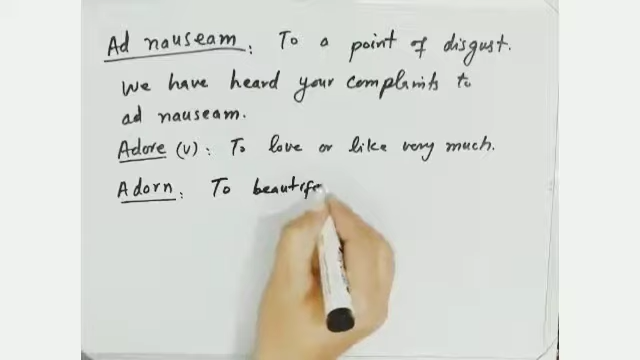 Ad nauseam: To a point of disgust.
We have heard your complaints to
ad nauseam.
Adore (v): To love or like very much.
Adorn: To beautif